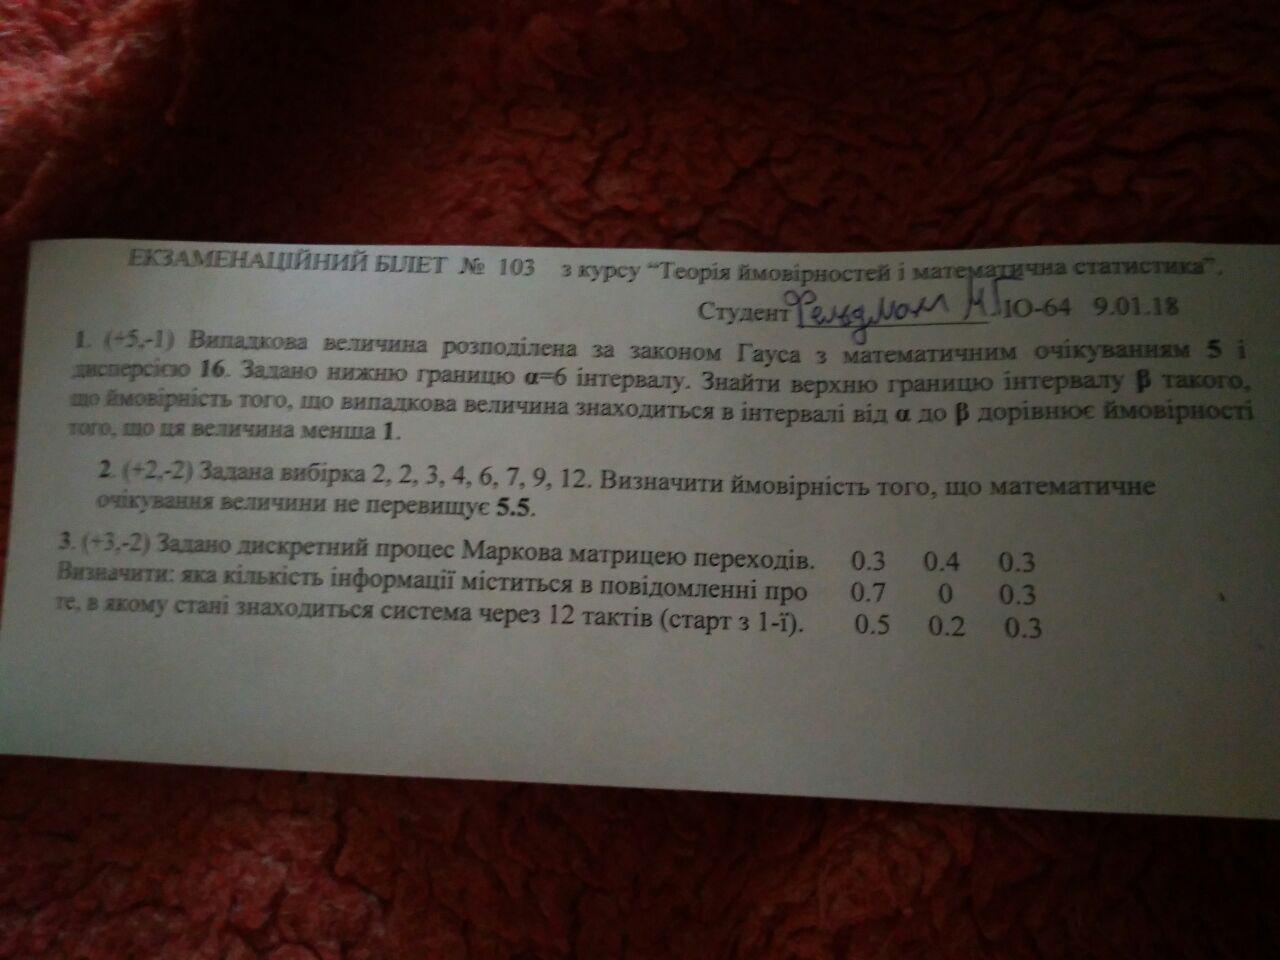 ЕКЗАМЕНАЦІЙНИЙ БІЛЕТ № 103 з курсу “Теорія ймовірностей і математична статистика”.
Студент Фельдман ІО-64 9.01.18
1. (+5,-1) Випадкова величина розподілена за законом Гауса з математичним очікуванням 5 і
дисперсією 16. Задано нижню границю α=6 інтервалу. Знайти верхню границю інтервалу β такого,
що ймовірність того, що випадкова величина знаходиться в інтервалі від α до β дорівнює ймовірності
того, що ця величина менша 1.
2. (+2,-2) Задана вибірка 2, 2, 3, 4, 6, 7, 9, 12. Визначити ймовірність того, що математичне
очікування величини не перевищує 5.5.
3. (+3,-2) Задано дискретний процес Маркова матрицею переходів. 0.3 0.4 0.3
Визначити: яка кількість інформації міститься в повідомленні про 0.7 0 0.3
те, в якому стані знаходиться система через 12 тактів (старт з 1-ї). 0.5 0.2 0.3